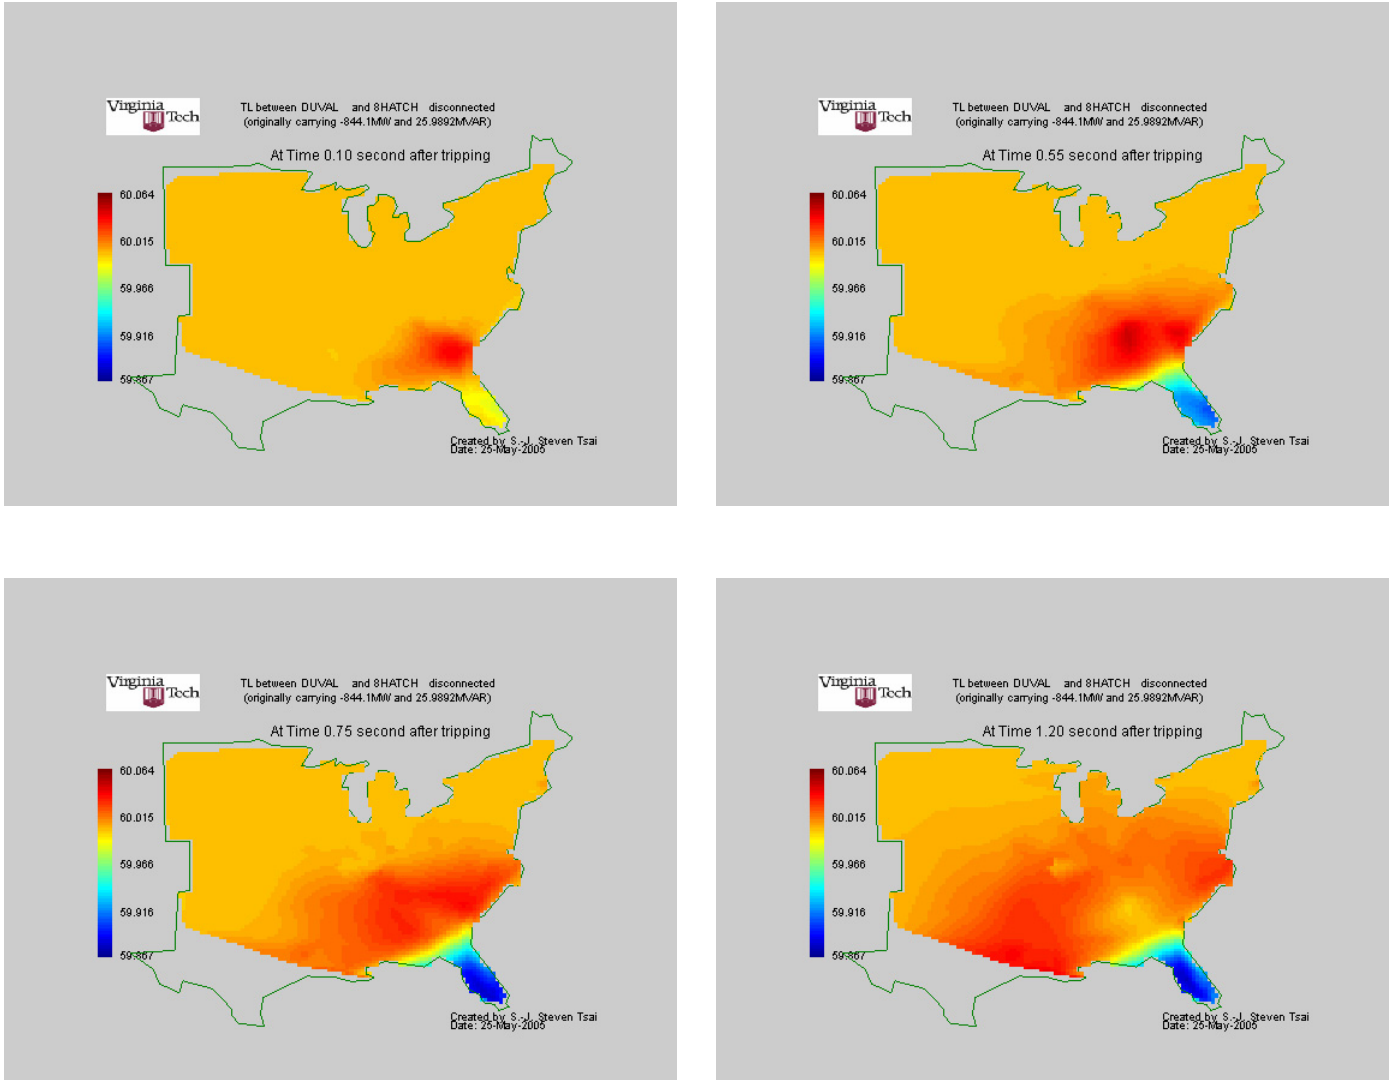 Virginia Tech
TL between DUVAL and 8HATCH disconnected
(originally carrying -844.1MW and 25.9892MVAR)
At Time 0.10 second after tripping
60.064
60.015
59.966
59.916
59.867
Created by S.-J. Steven Tsai
Date: 25-May-2005
Virginia Tech
TL between DUVAL and 8HATCH disconnected
(originally carrying -844.1MW and 25.9892MVAR)
At Time 0.55 second after tripping
60.064
60.015
59.966
59.916
59.867
Created by S.-J. Steven Tsai
Date: 25-May-2005
Virginia Tech
TL between DUVAL and 8HATCH disconnected
(originally carrying -844.1MW and 25.9892MVAR)
At Time 0.75 second after tripping
60.064
60.015
59.966
59.916
59.867
Created by S.-J. Steven Tsai
Date: 25-May-2005
Virginia Tech
TL between DUVAL and 8HATCH disconnected
(originally carrying -844.1MW and 25.9892MVAR)
At Time 1.20 second after tripping
60.064
60.015
59.966
59.916
59.867
Created by S.-J. Steven Tsai
Date: 25-May-2005